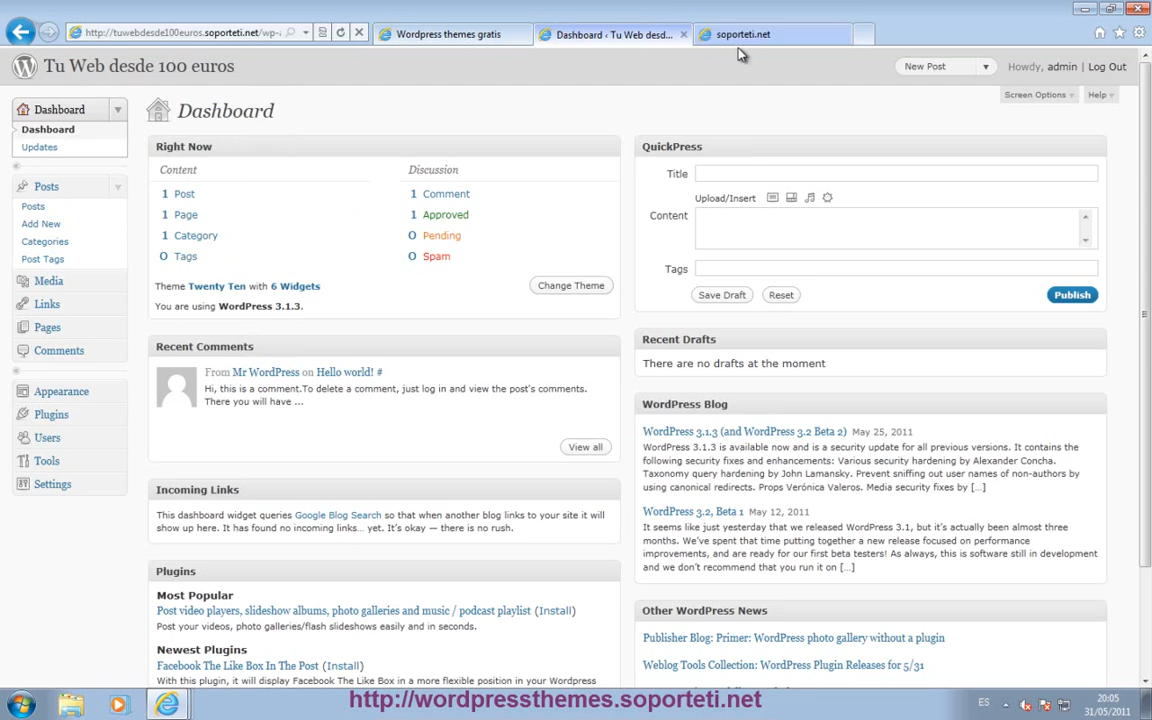 http://tuwebdesde100euros.soporteti.net/wp-a
Wordpress themes gratis
Dashboard ‹ Tu Web desd...
soporteti.net
Tu Web desde 100 euros
New Post
Howdy, admin | Log Out
Screen Options
Help
Dashboard
Dashboard
Updates
Posts
Posts
Add New
Categories
Post Tags
Media
Links
Pages
Comments
Appearance
Plugins
Users
Tools
Settings
Dashboard
Right Now
Content
Discussion
1 Post
1 Comment
1 Page
1 Approved
1 Category
0 Pending
0 Tags
0 Spam
Theme Twenty Ten with 6 Widgets
Change Theme
You are using WordPress 3.1.3.
Recent Comments
From Mr WordPress on Hello world! #
Hi, this is a comment.To delete a comment, just log in and view the post's comments.
There you will have ...
View all
Incoming Links
This dashboard widget queries Google Blog Search so that when another blog links to your site it will
show up here. It has found no incoming links… yet. It's okay — there is no rush.
Plugins
Most Popular
Post video players, slideshow albums, photo galleries and music / podcast playlist (Install)
Post your videos, photo galleries/flash slideshows easily and in seconds.
Newest Plugins
Facebook The Like Box In The Post (Install)
With this plugin, it will display Facebook The Like Box in your Wordpress
QuickPress
Title
Upload/Insert
Content
Tags
Save Draft
Reset
Publish
Recent Drafts
There are no drafts at the moment
WordPress Blog
WordPress 3.1.3 (and WordPress 3.2 Beta 2) May 25, 2011
WordPress 3.1.3 is available now and is a security update for all previous versions. It contains the
following security fixes and enhancements: Various security hardening by Alexander Concha.
Taxonomy query hardening by John Lamansky. Prevent sniffing out user names of non-authors by
using canonical redirects. Props Verónica Valeros. Media security fixes by […]
WordPress 3.2, Beta 1 May 12, 2011
It seems like just yesterday that we released WordPress 3.1, but it's actually been almost three
months. We've spent that time putting together a new release focused on performance
improvements, and are ready for our first beta testers! As always, this is software still in development
and we don't recommend that you run it on […]
Other WordPress News
Publisher Blog: Primer: WordPress photo gallery without a plugin
Weblog Tools Collection: WordPress Plugin Releases for 5/31
http://wordpressthemes.soporteti.net
ES
20:05
31/05/2011